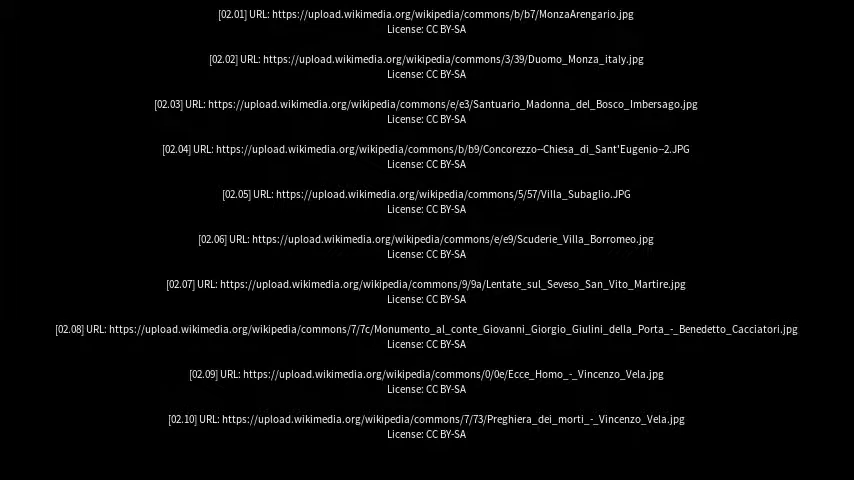 [02.01] URL: https://upload.wikimedia.org/wikipedia/commons/b/b7/MonzaArengario.jpg
License: CC BY-SA
[02.02] URL: https://upload.wikimedia.org/wikipedia/commons/3/39/Duomo_Monza_italy.jpg
License: CC BY-SA
[02.03] URL: https://upload.wikimedia.org/wikipedia/commons/e/e3/Santuario_Madonna_del_Bosco_Imbersago.jpg
License: CC BY-SA
[02.04] URL: https://upload.wikimedia.org/wikipedia/commons/b/b9/Concorezzo--Chiesa_di_Sant'Eugenio--2.JPG
License: CC BY-SA
[02.05] URL: https://upload.wikimedia.org/wikipedia/commons/5/57/Villa_Subaglio.JPG
License: CC BY-SA
[02.06] URL: https://upload.wikimedia.org/wikipedia/commons/e/e9/Scuderie_Villa_Borromeo.jpg
License: CC BY-SA
[02.07] URL: https://upload.wikimedia.org/wikipedia/commons/9/9a/Lentate_sul_Seveso_San_Vito_Martire.jpg
License: CC BY-SA
[02.08] URL: https://upload.wikimedia.org/wikipedia/commons/7/7c/Monumento_al_conte_Giovanni_Giorgio_Giulini_della_Porta_-_Benedetto_Cacciatori.jpg
License: CC BY-SA
[02.09] URL: https://upload.wikimedia.org/wikipedia/commons/0/0e/Ecce_Homo_-_Vincenzo_Vela.jpg
License: CC BY-SA
[02.10] URL: https://upload.wikimedia.org/wikipedia/commons/7/73/Preghiera_dei_morti_-_Vincenzo_Vela.jpg
License: CC BY-SA